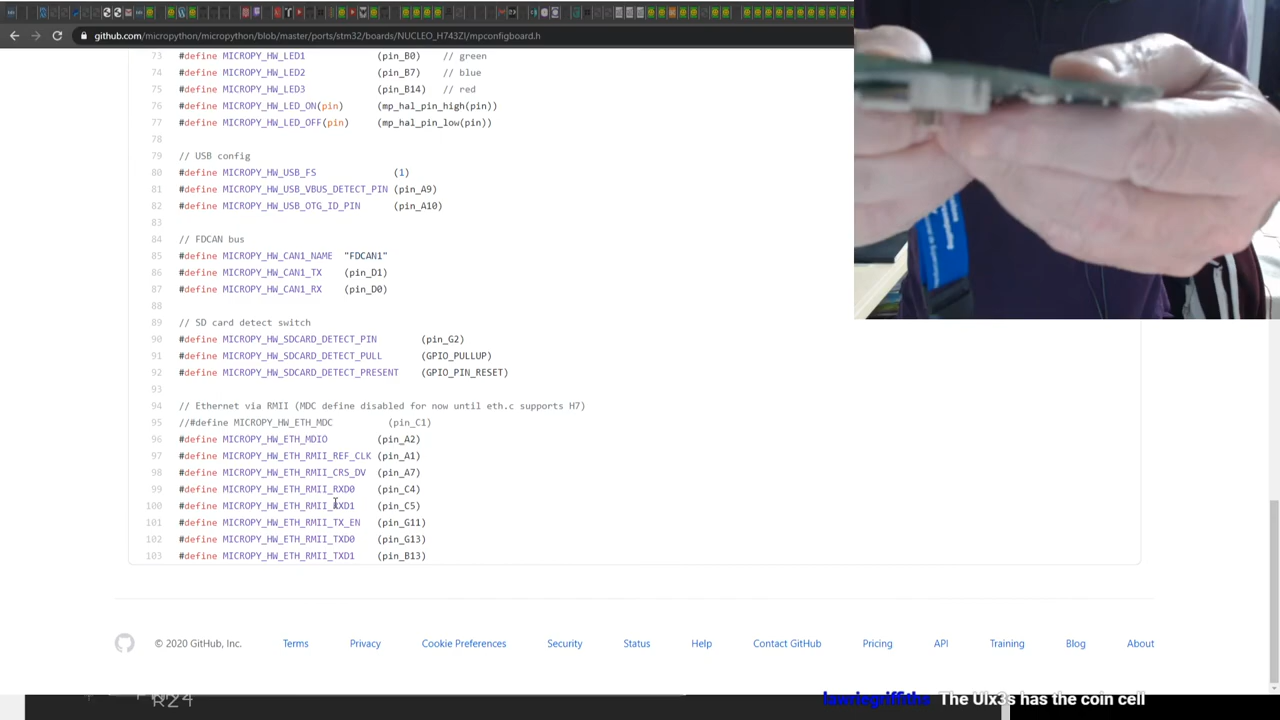 github.com/micropython/micropython/blob/master/ports/stm32/boards/NUCLEO_H743ZI/mpconfigboard.h
73 #define MICROPY_HW_LED1 (pin_B0) // green
74 #define MICROPY_HW_LED2 (pin_B7) // blue
75 #define MICROPY_HW_LED3 (pin_B14) // red
76 #define MICROPY_HW_LED_ON(pin) (mp_hal_pin_high(pin))
77 #define MICROPY_HW_LED_OFF(pin) (mp_hal_pin_low(pin))
78
79 // USB config
80 #define MICROPY_HW_USB_FS (1)
81 #define MICROPY_HW_USB_VBUS_DETECT_PIN (pin_A9)
82 #define MICROPY_HW_USB_OTG_ID_PIN (pin_A10)
83
84 // FDCAN bus
85 #define MICROPY_HW_CAN1_NAME "FDCAN1"
86 #define MICROPY_HW_CAN1_TX (pin_D1)
87 #define MICROPY_HW_CAN1_RX (pin_D0)
88
89 // SD card detect switch
90 #define MICROPY_HW_SDCARD_DETECT_PIN (pin_G2)
91 #define MICROPY_HW_SDCARD_DETECT_PULL (GPIO_PULLUP)
92 #define MICROPY_HW_SDCARD_DETECT_PRESENT (GPIO_PIN_RESET)
93
94 // Ethernet via RMII (MDC define disabled for now until eth.c supports H7)
95 //#define MICROPY_HW_ETH_MDC (pin_C1)
96 #define MICROPY_HW_ETH_MDIO (pin_A2)
97 #define MICROPY_HW_ETH_RMII_REF_CLK (pin_A1)
98 #define MICROPY_HW_ETH_RMII_CRS_DV (pin_A7)
99 #define MICROPY_HW_ETH_RMII_RXD0 (pin_C4)
100 #define MICROPY_HW_ETH_RMII_RXD1 (pin_C5)
101 #define MICROPY_HW_ETH_RMII_TX_EN (pin_G11)
102 #define MICROPY_HW_ETH_RMII_TXD0 (pin_G13)
103 #define MICROPY_HW_ETH_RMII_TXD1 (pin_B13)
© 2020 GitHub, Inc. Terms Privacy Cookie Preferences Security Status Help Contact GitHub Pricing API Training Blog About
R24
lawriegriffiths The Ulx3s has the coin cell